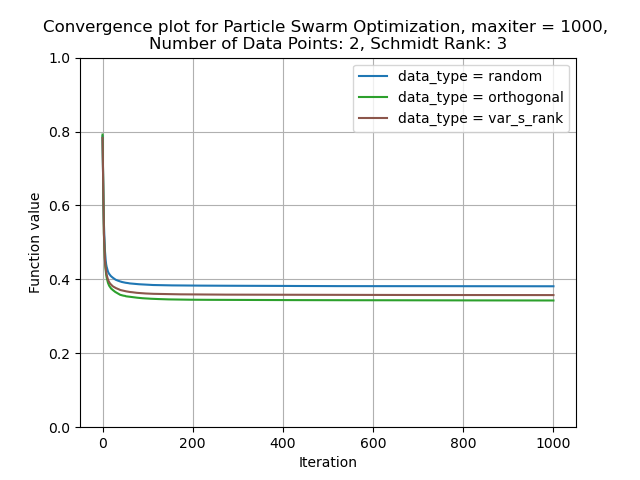 Convergence plot for Particle Swarm Optimization, maxiter = 1000,
Number of Data Points: 2, Schmidt Rank: 3
data_type = random
data_type = orthogonal
data_type = var_s_rank
Function value
1.0
0.8
0.6
0.4
0.2
0.0
0 200 400 600 800 1000
Iteration